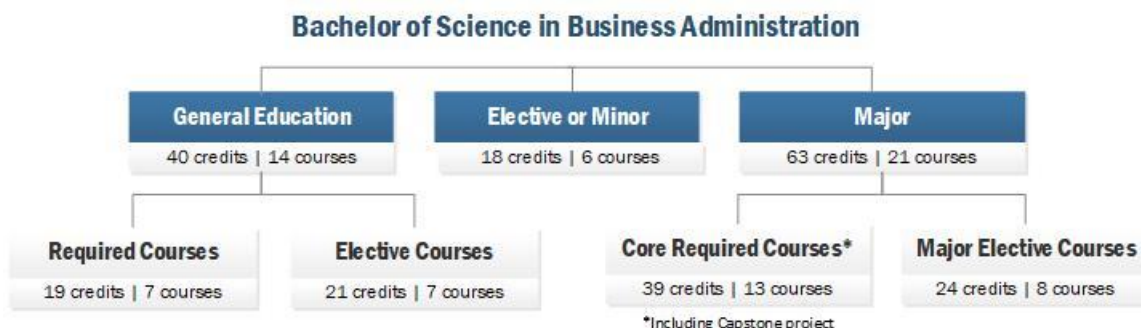 Bachelor of Science in Business Administration
General Education
40 credits | 14 courses
Elective or Minor
18 credits | 6 courses
Major
63 credits | 21 courses
Required Courses
19 credits | 7 courses
Elective Courses
21 credits | 7 courses
Core Required Courses*
39 credits | 13 courses
*Including Capstone project
Major Elective Courses
24 credits | 8 courses